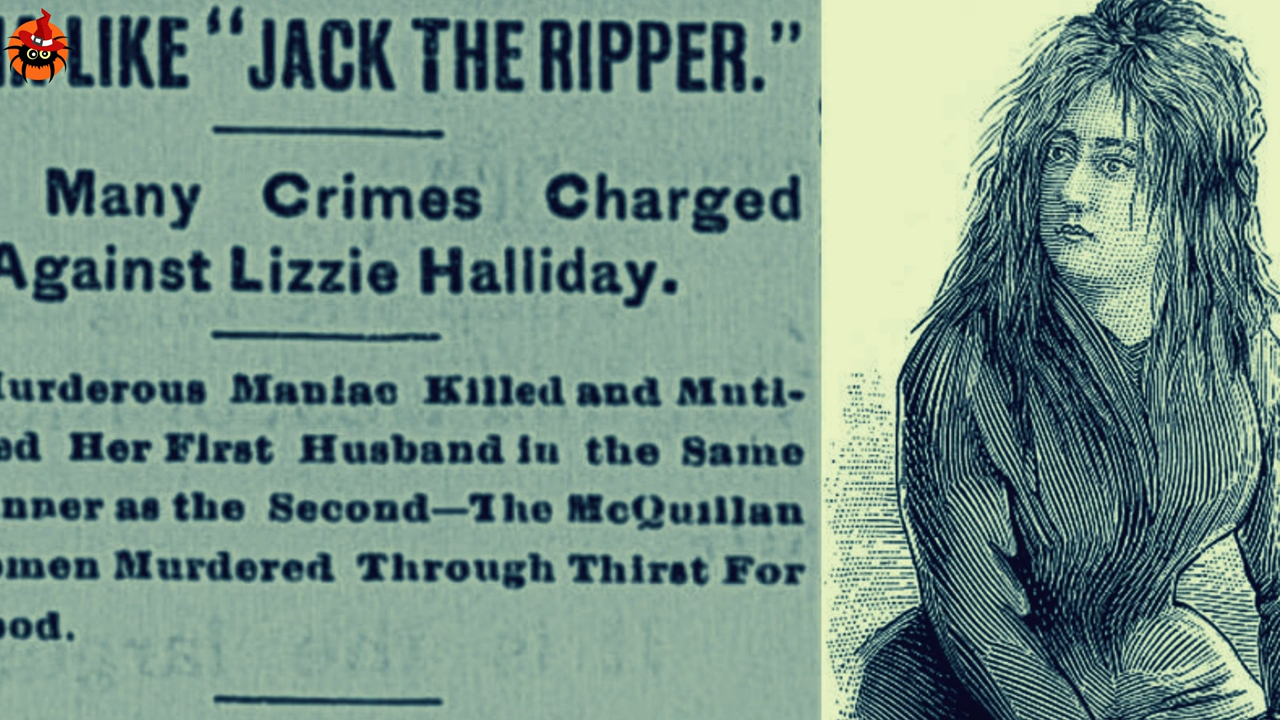 LIKE “JACK THE RIPPER.”
Many Crimes Charged
Against Lizzie Halliday.
urderous Maniac Killed and Muti-
ed Her First Husband in the Same
nner as the Second—The McQuillan
omen Murdered Through Thirst For
ood.